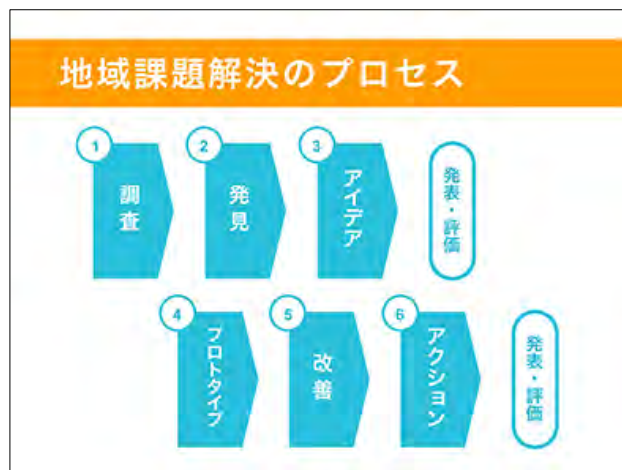 地域課題解決のプロセス
1
調査
2
発見
3
アイデア
発表・評価
4
プロトタイプ
5
改善
6
アクション
発表・評価